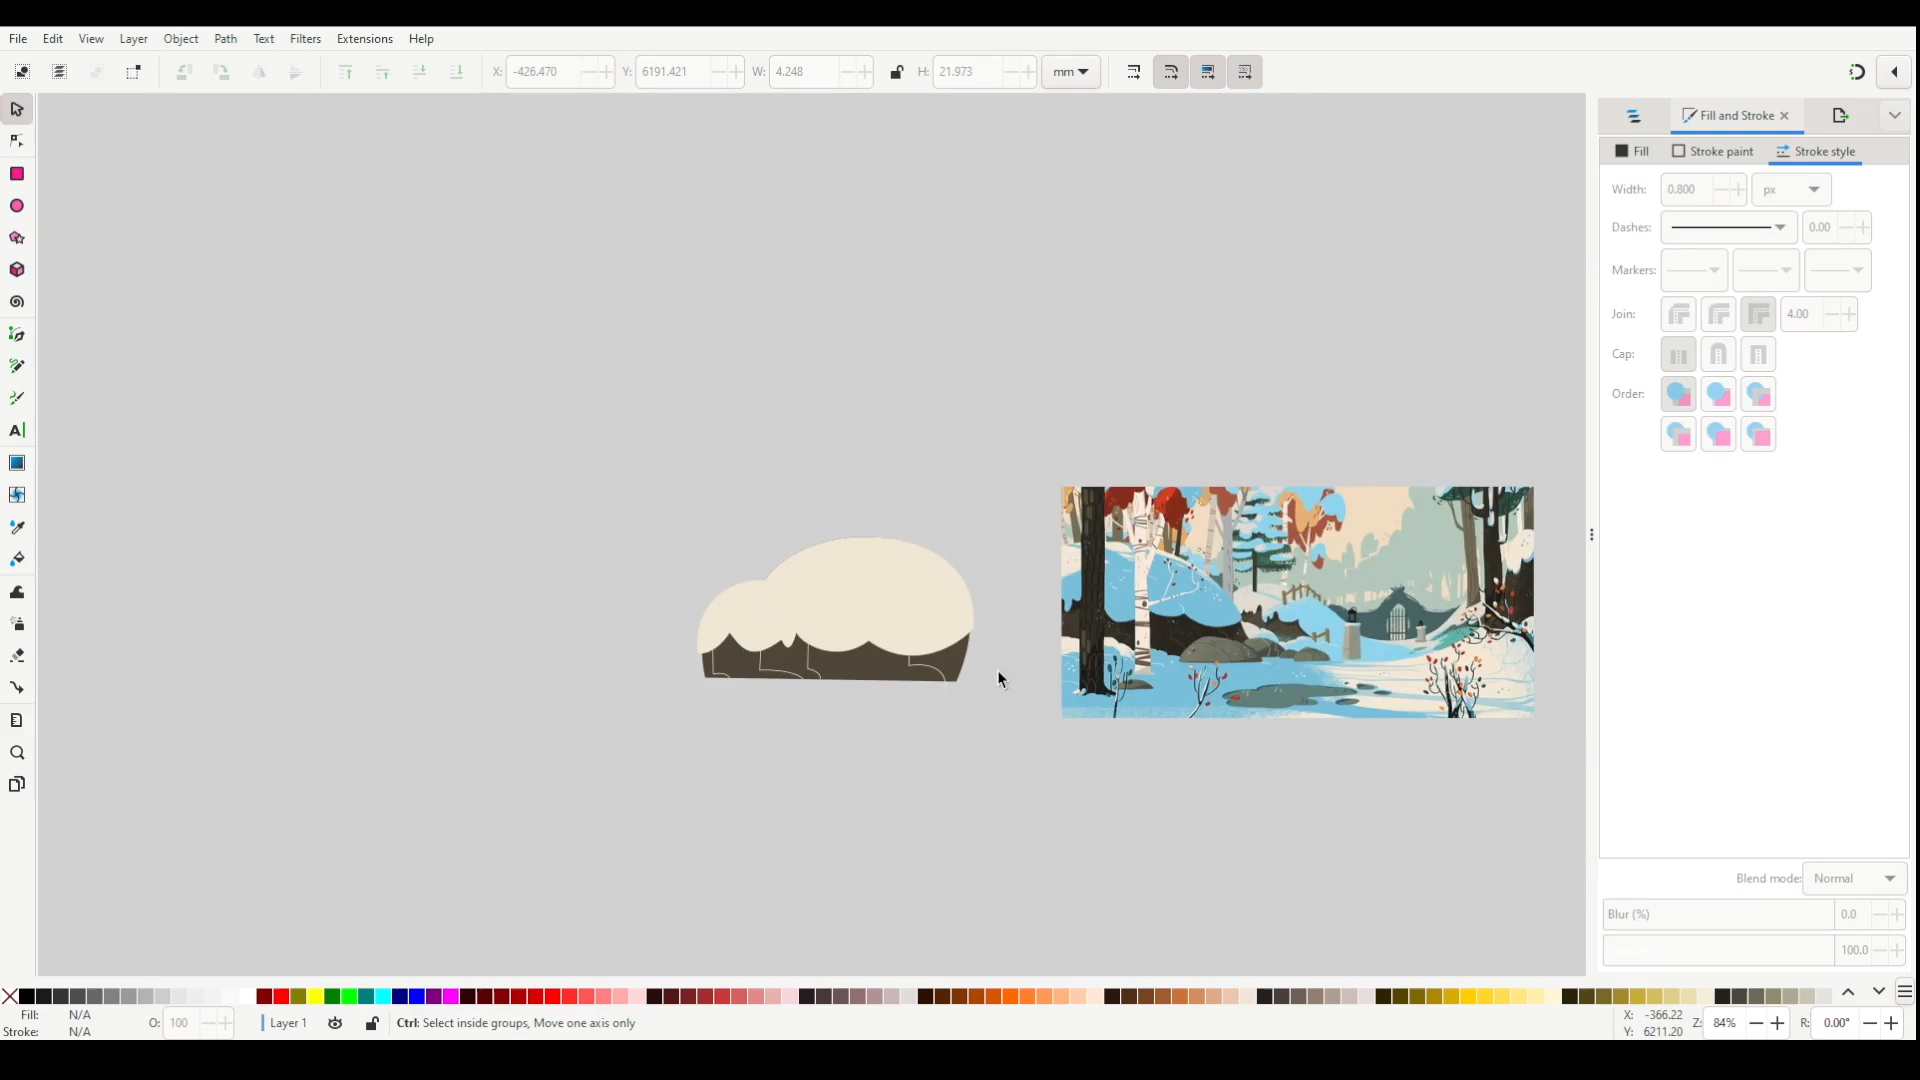 File Edit View Layer Object Path Text Filters Extensions Help
X: -426.470 Y: 6191.421 W: 4.248 H: 21.973 mm
Fill and Stroke
Fill Stroke paint Stroke style
Width: 0.800 px
Dashes: 0.00
Markers:
Join: 4.00
Cap:
Order:
Blend mode: Normal
Blur (%) 0.0
100.0
Fill: N/A
Stroke: N/A
O: 100
Layer 1
Ctrl: Select inside groups, Move one axis only
X: -366.22
Y: 6211.20
Z: 84%
R: 0.00°